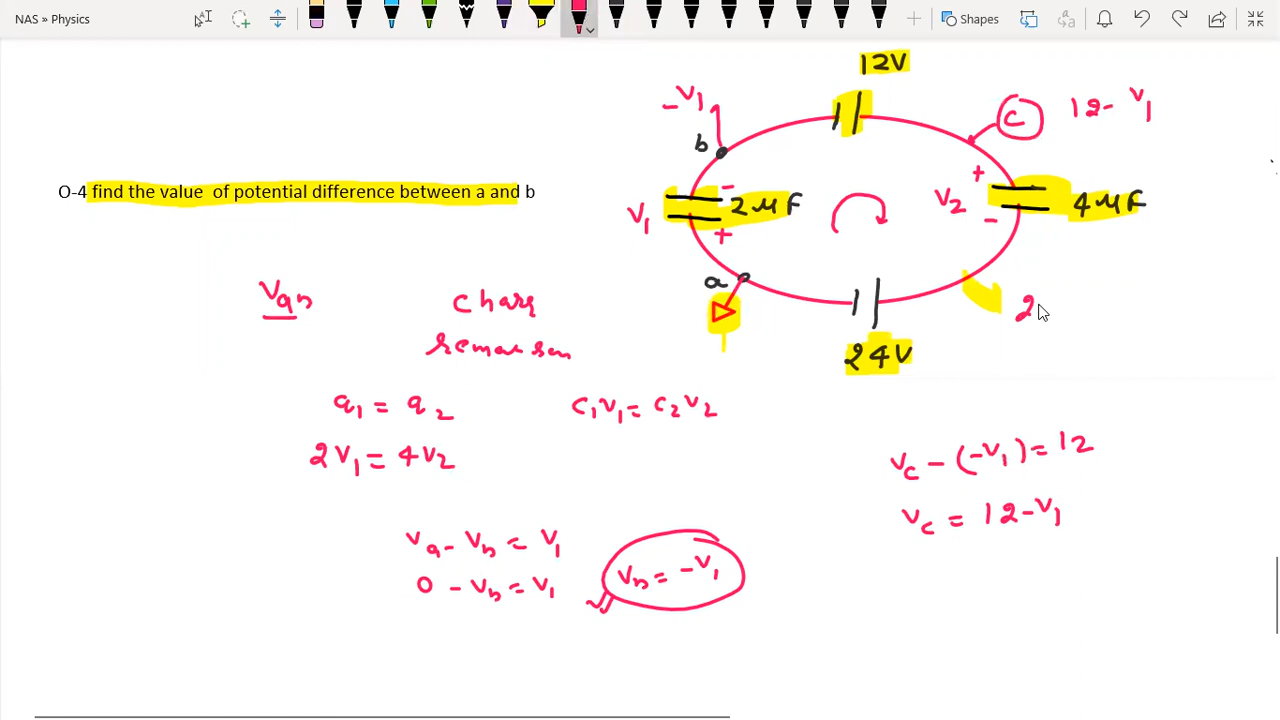 NAS » Physics
Shapes
12V
-V1
C
12 - V1
b
O-4 find the value of potential difference between a and b
V1
2μF
V2
4μF
a
Vab
24V
2
q1 = q2
C1V1 = C2V2
2V1 = 4V2
Vc - (-V1) = 12
Vc = 12 - V1
Va - Vb = V1
0 - Vb = V1
Vb = -V1